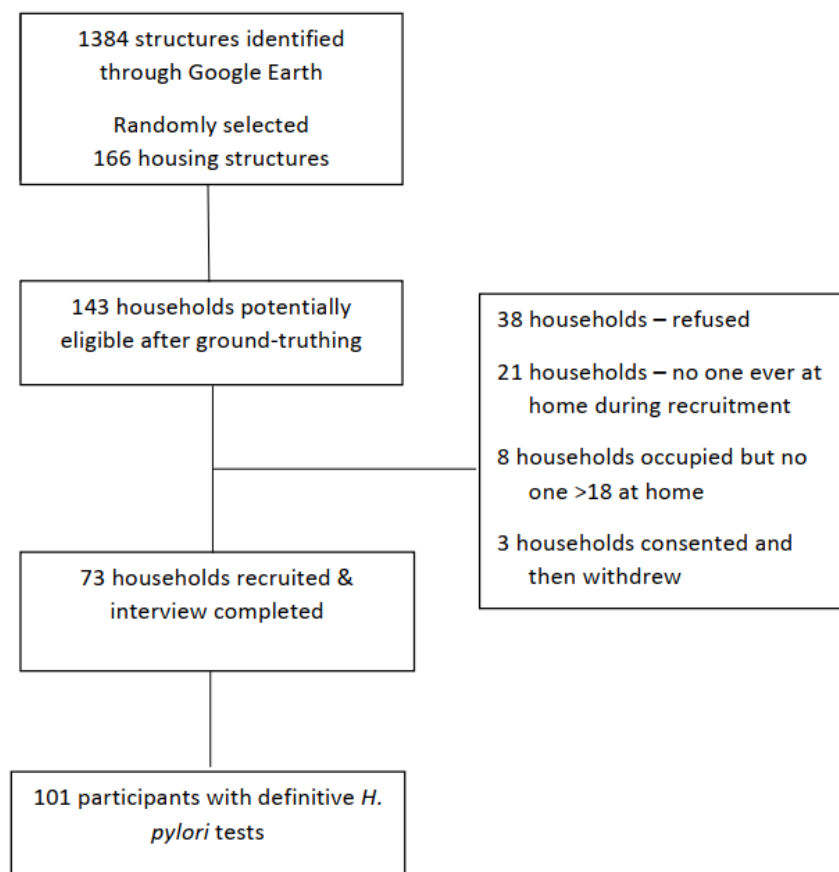 1384 structures identified
through Google Earth
Randomly selected
166 housing structures
143 households potentially
eligible after ground-truthing
38 households – refused
21 households – no one ever at
home during recruitment
8 households occupied but no
one >18 at home
3 households consented and
then withdrew
73 households recruited &
interview completed
101 participants with definitive H.
pylori tests